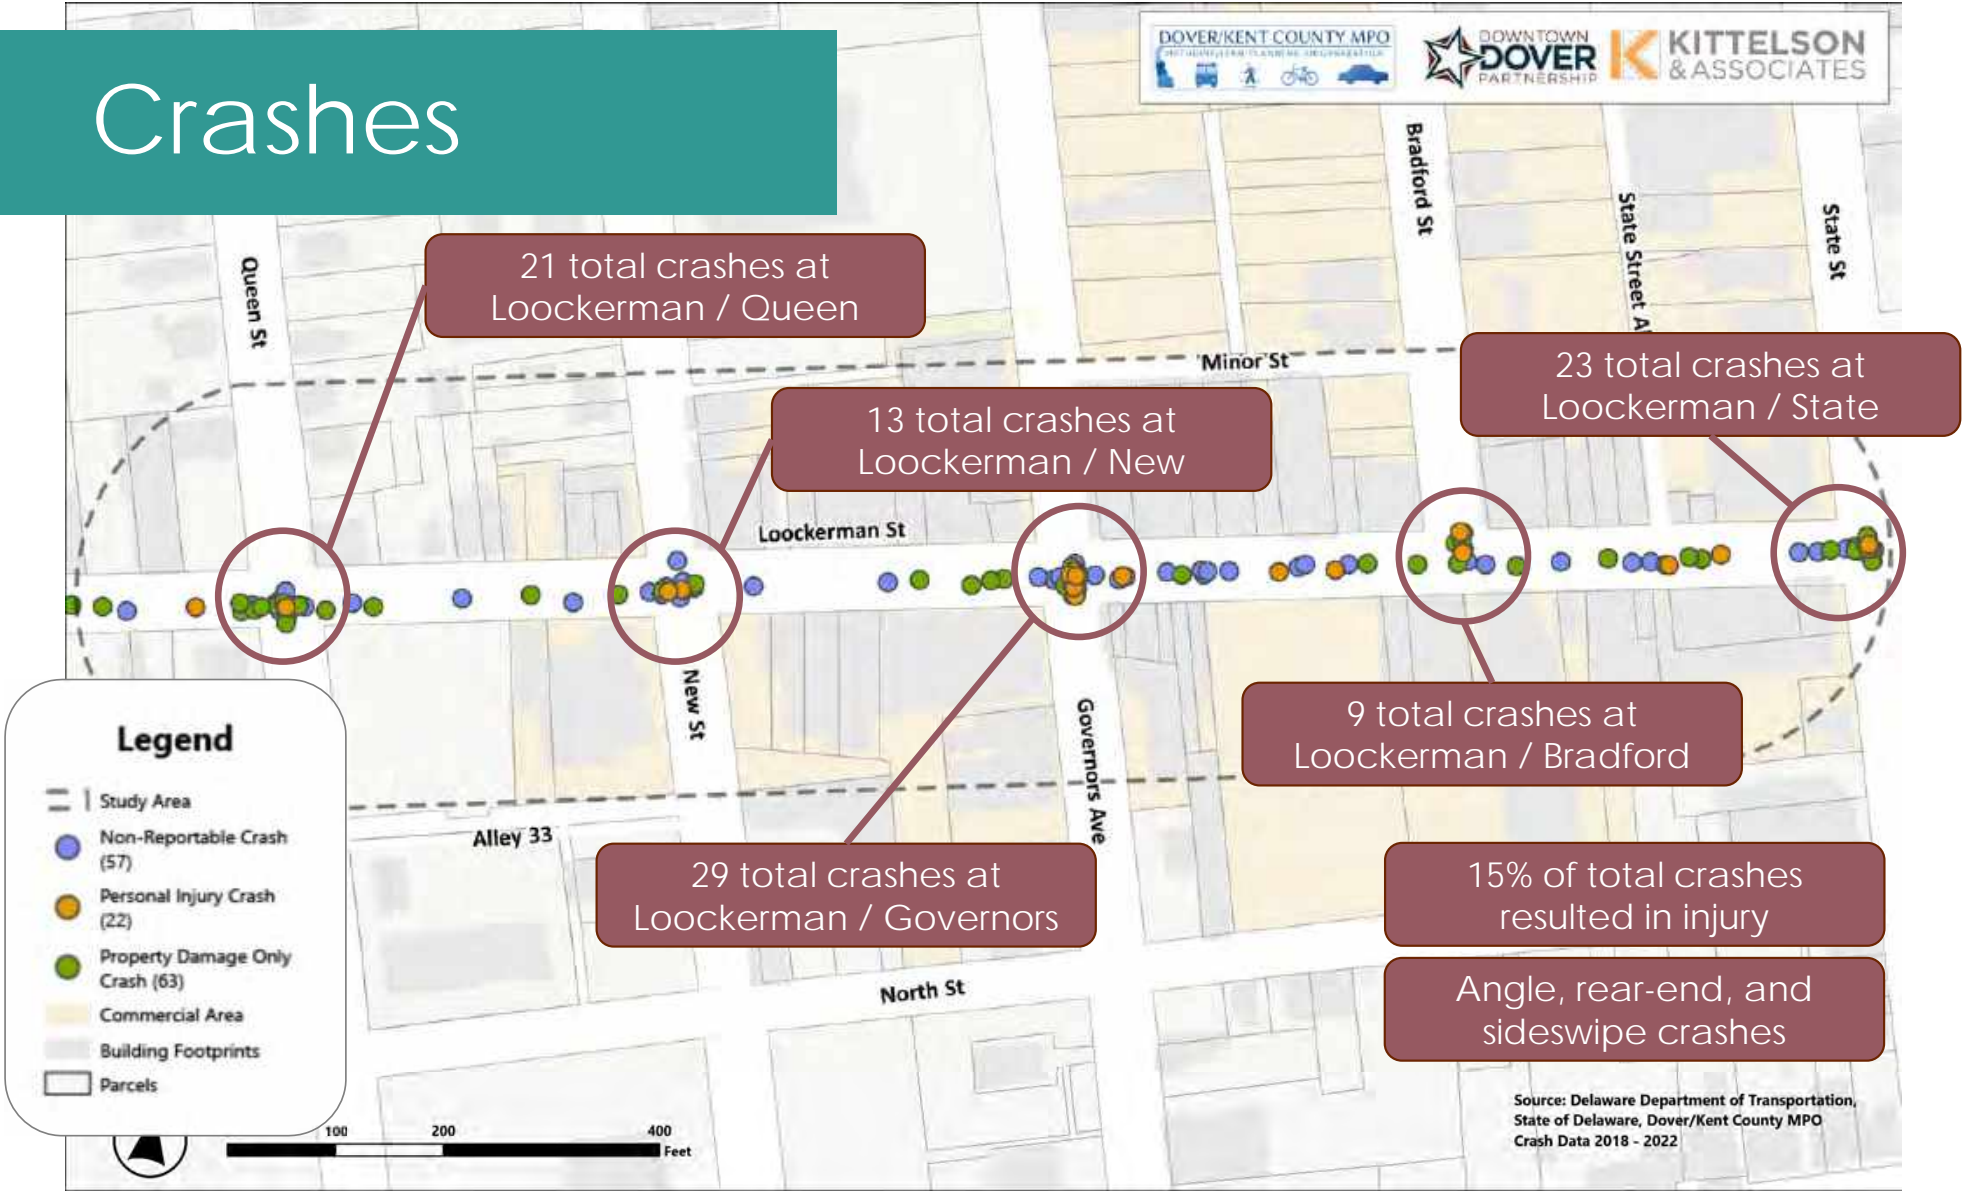 Crashes
DOVER/KENT COUNTY MPO
METROPOLITAN PLANNING ORGANIZATION
DOWNTOWN
DOVER
PARTNERSHIP
KITTELSON
& ASSOCIATES
Queen St
Bradford St
State Street Al
State St
21 total crashes at
Loockerman / Queen
Minor St
23 total crashes at
Loockerman / State
13 total crashes at
Loockerman / New
Loockerman St
New St
Governors Ave
9 total crashes at
Loockerman / Bradford
Alley 33
29 total crashes at
Loockerman / Governors
15% of total crashes
resulted in injury
Angle, rear-end, and
sideswipe crashes
North St
Legend
Study Area
Non-Reportable Crash
(57)
Personal Injury Crash
(22)
Property Damage Only
Crash (63)
Commercial Area
Building Footprints
Parcels
100 200 400
Feet
Source: Delaware Department of Transportation,
State of Delaware, Dover/Kent County MPO
Crash Data 2018 - 2022